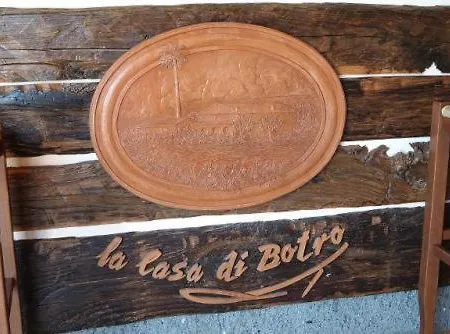 la Casa di Botro